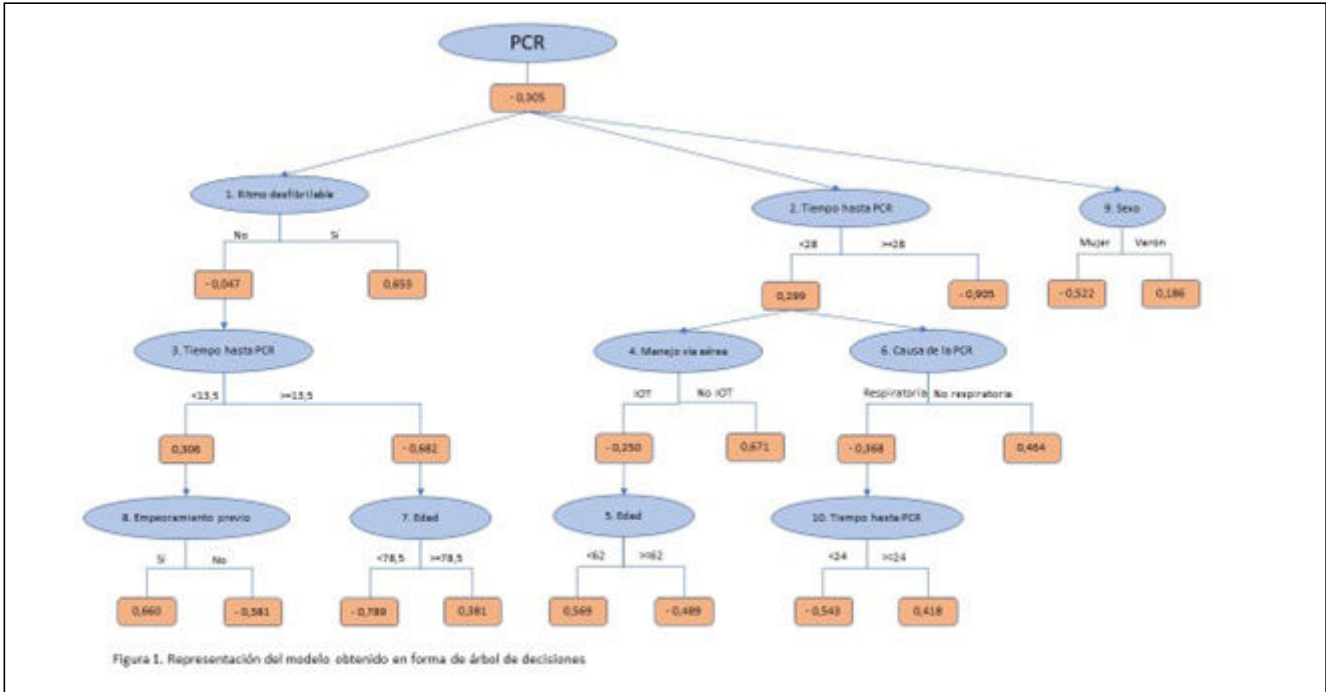 PCR
- 0,305
1. Ritmo desfibrilable
2. Tiempo hasta PCR
9. Sexo
No
Sí
<28
>=28
Mujer
Varón
- 0,047
0,653
0,299
- 0,905
- 0,522
0,186
3. Tiempo hasta PCR
4. Manejo vía aérea
6. Causa de la PCR
<13,5
>=13,5
IOT
No IOT
Respiratoria
No respiratoria
0,306
- 0,682
- 0,250
0,671
- 0,368
0,464
8. Empeoramiento previo
7. Edad
5. Edad
10. Tiempo hasta PCR
Sí
No
<78,5
>=78,5
<62
>=62
<24
>=24
0,660
- 0,581
- 0,789
0,381
0,569
- 0,489
- 0,543
0,418
Figura 1. Representación del modelo obtenido en forma de árbol de decisiones